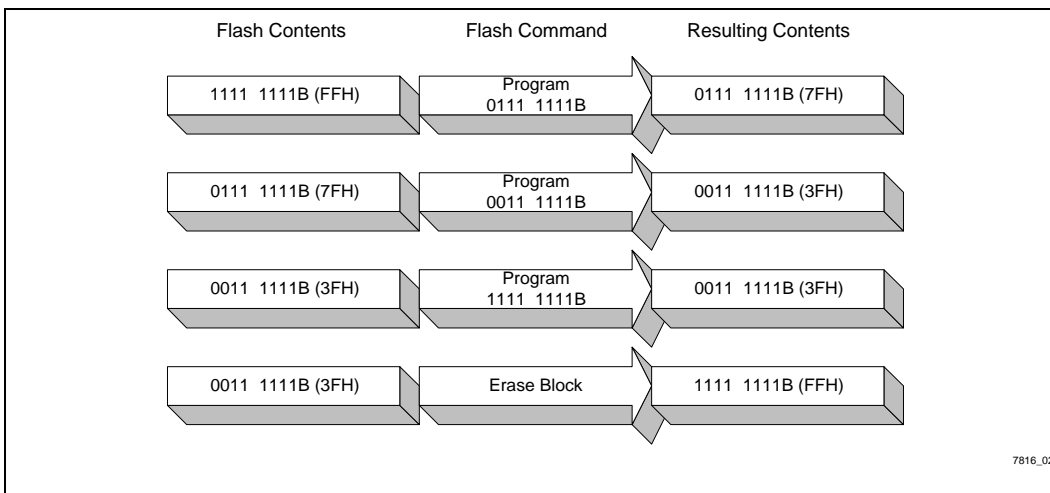 Flash Contents Flash Command Resulting Contents
1111 1111B (FFH) Program 0111 1111B (7FH)
0111 1111B
0111 1111B (7FH) Program 0011 1111B (3FH)
0011 1111B
0011 1111B (3FH) Program 0011 1111B (3FH)
1111 1111B
0011 1111B (3FH) Erase Block 1111 1111B (FFH)
7816_02